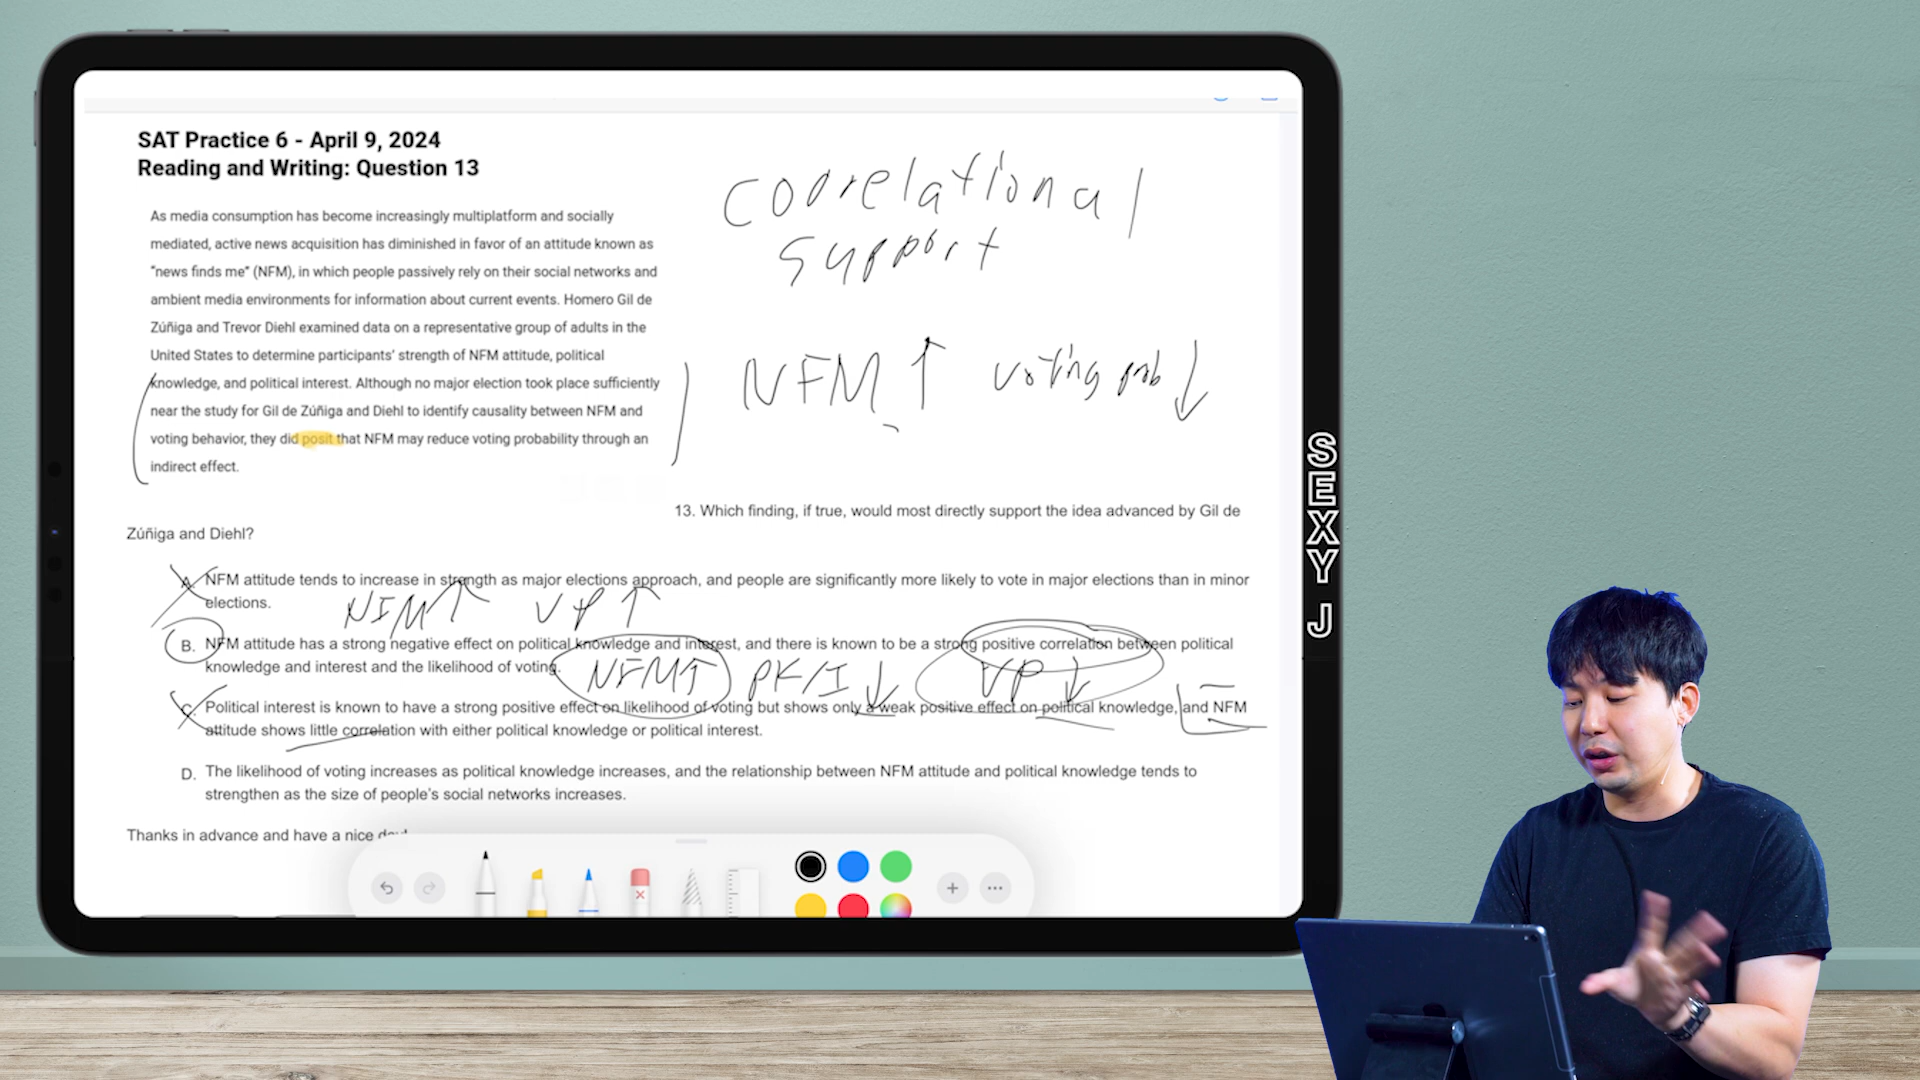 SAT Practice 6 - April 9, 2024
Reading and Writing: Question 13
As media consumption has become increasingly multiplatform and socially
mediated, active news acquisition has diminished in favor of an attitude known as
"news finds me" (NFM), in which people passively rely on their social networks and
ambient media environments for information about current events. Homero Gil de
Zúñiga and Trevor Diehl examined data on a representative group of adults in the
United States to determine participants' strength of NFM attitude, political
knowledge, and political interest. Although no major election took place sufficiently
near the study for Gil de Zúñiga and Diehl to identify causality between NFM and
voting behavior, they did posit that NFM may reduce voting probability through an
indirect effect.
correlational
support
NFM ↑ voting prob ↓
13. Which finding, if true, would most directly support the idea advanced by Gil de
Zúñiga and Diehl?
A. NFM attitude tends to increase in strength as major elections approach, and people are significantly more likely to vote in major elections than in minor
elections.
NFM ↑ VP ↑
B. NFM attitude has a strong negative effect on political knowledge and interest, and there is known to be a strong positive correlation between political
knowledge and interest and the likelihood of voting.
NFM↑ PK/I ↓ VP ↓
C. Political interest is known to have a strong positive effect on likelihood of voting but shows only a weak positive effect on political knowledge, and NFM
attitude shows little correlation with either political knowledge or political interest.
D. The likelihood of voting increases as political knowledge increases, and the relationship between NFM attitude and political knowledge tends to
strengthen as the size of people's social networks increases.
Thanks in advance and have a nice day!
SEXY J